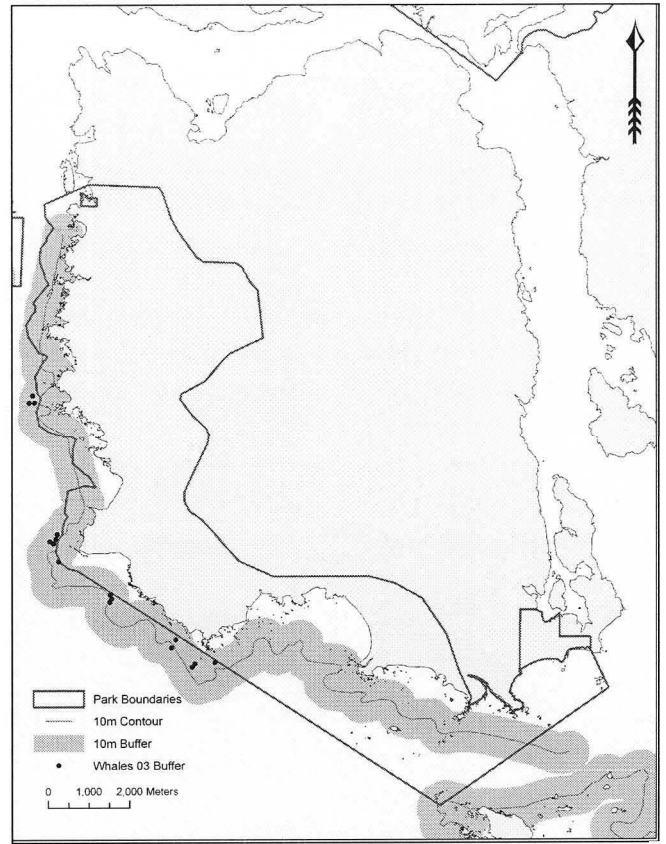 Park Boundaries
10m Contour
10m Buffer
Whales 03 Buffer
0 1,000 2,000 Meters